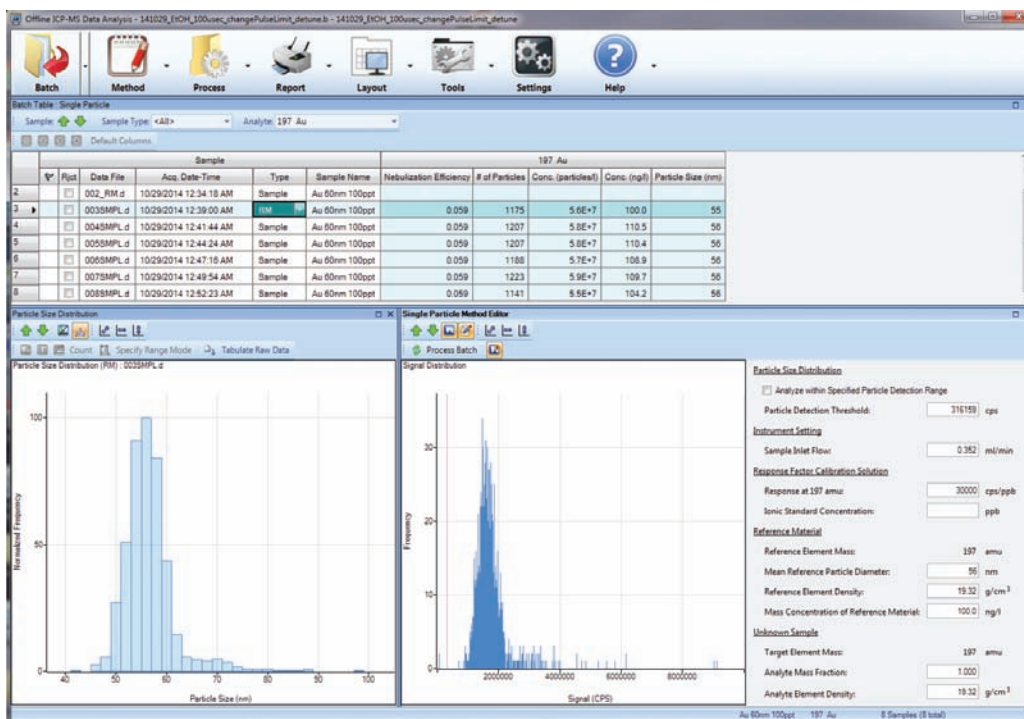 Offline ICP-MS Data Analysis - 141029_EtOH_100usec_changePulseLimit_detune.b - 141029_EtOH_100usec_changePulseLimit_detune
Batch Method Process Report Layout Tools Settings Help
Batch Table : Single Particle
Sample: Sample Type: <All> Analyte: 197 Au
Default Columns
Sample 197 Au
Rjct Data File Acq. Date-Time Type Sample Name Nebulization Efficiency # of Particles Conc. (particles/l) Conc. (ng/l) Particle Size (nm)
2 002_RM.d 10/29/2014 12:34:18 AM Sample Au 60nm 100ppt
3 003SMPL.d 10/29/2014 12:39:00 AM RM Au 60nm 100ppt 0.059 1175 5.6E+7 100.0 55
4 004SMPL.d 10/29/2014 12:41:44 AM Sample Au 60nm 100ppt 0.059 1207 5.8E+7 110.5 56
5 005SMPL.d 10/29/2014 12:44:24 AM Sample Au 60nm 100ppt 0.059 1207 5.8E+7 110.4 56
6 006SMPL.d 10/29/2014 12:47:16 AM Sample Au 60nm 100ppt 0.059 1188 5.7E+7 108.9 56
7 007SMPL.d 10/29/2014 12:49:54 AM Sample Au 60nm 100ppt 0.059 1223 5.9E+7 109.7 56
8 008SMPL.d 10/29/2014 12:52:23 AM Sample Au 60nm 100ppt 0.059 1141 5.5E+7 104.2 56
Particle Size Distribution
Count Specify Range Mode Tabulate Raw Data
Particle Size Distribution (RM) : 003SMPL.d
Normalized Frequency
100
50
0
40 50 60 70 80 90 100
Particle Size (nm)
Single Particle Method Editor
Process Batch
Signal Distribution
Frequency
30
20
10
0
2000000 4000000 6000000 8000000
Signal (CPS)
Particle Size Distribution
Analyze within Specified Particle Detection Range
Particle Detection Threshold: 316159 cps
Instrument Setting
Sample Inlet Flow: 0.352 ml/min
Response Factor Calibration Solution
Response at 197 amu: 30000 cps/ppb
Ionic Standard Concentration: ppb
Reference Material
Reference Element Mass: 197 amu
Mean Reference Particle Diameter: 56 nm
Reference Element Density: 19.32 g/cm³
Mass Concentration of Reference Material: 100.0 ng/l
Unknown Sample
Target Element Mass: 197 amu
Analyte Mass Fraction: 1.000
Analyte Element Density: 19.32 g/cm³
Au 60nm 100ppt 197 Au 8 Samples (8 total)